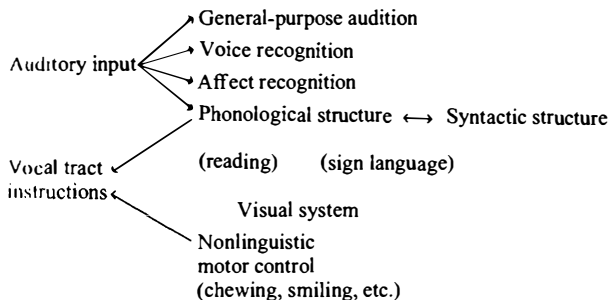 General-purpose audition
Voice recognition
Auditory input
Affect recognition
Phonological structure ↔ Syntactic structure
(reading) (sign language)
Vocal tract
instructions
Visual system
Nonlinguistic
motor control
(chewing, smiling, etc.)